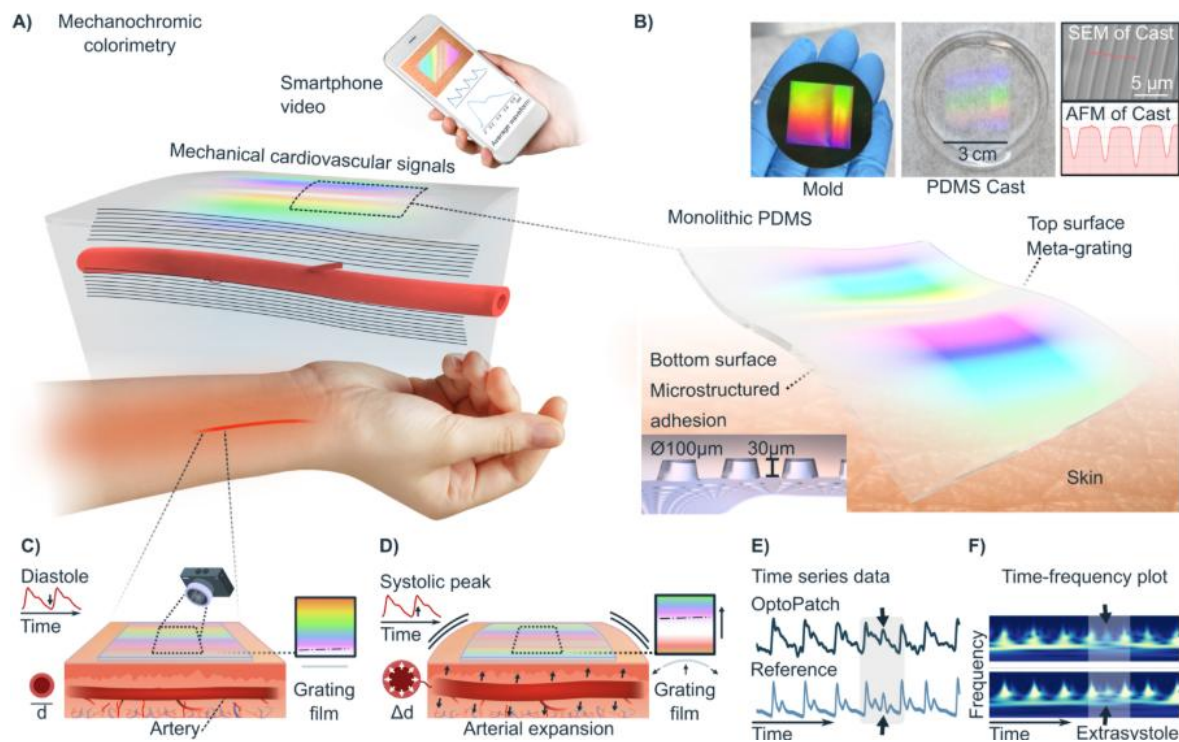 A)
Mechanochromic
colorimetry
Smartphone
video
Average waveform
Mechanical cardiovascular signals
B)
SEM of Cast
5 µm
AFM of Cast
3 cm
Mold
PDMS Cast
Monolithic PDMS
Top surface
Meta-grating
Bottom surface
Microstructured
adhesion
Ø100µm
30µm
Skin
C)
Diastole
Time
d
Artery
Grating
film
D)
Systolic peak
Time
Δd
Arterial expansion
Grating
film
E)
Time series data
OptoPatch
Reference
Time
F)
Time-frequency plot
Frequency
Time
Extrasystole